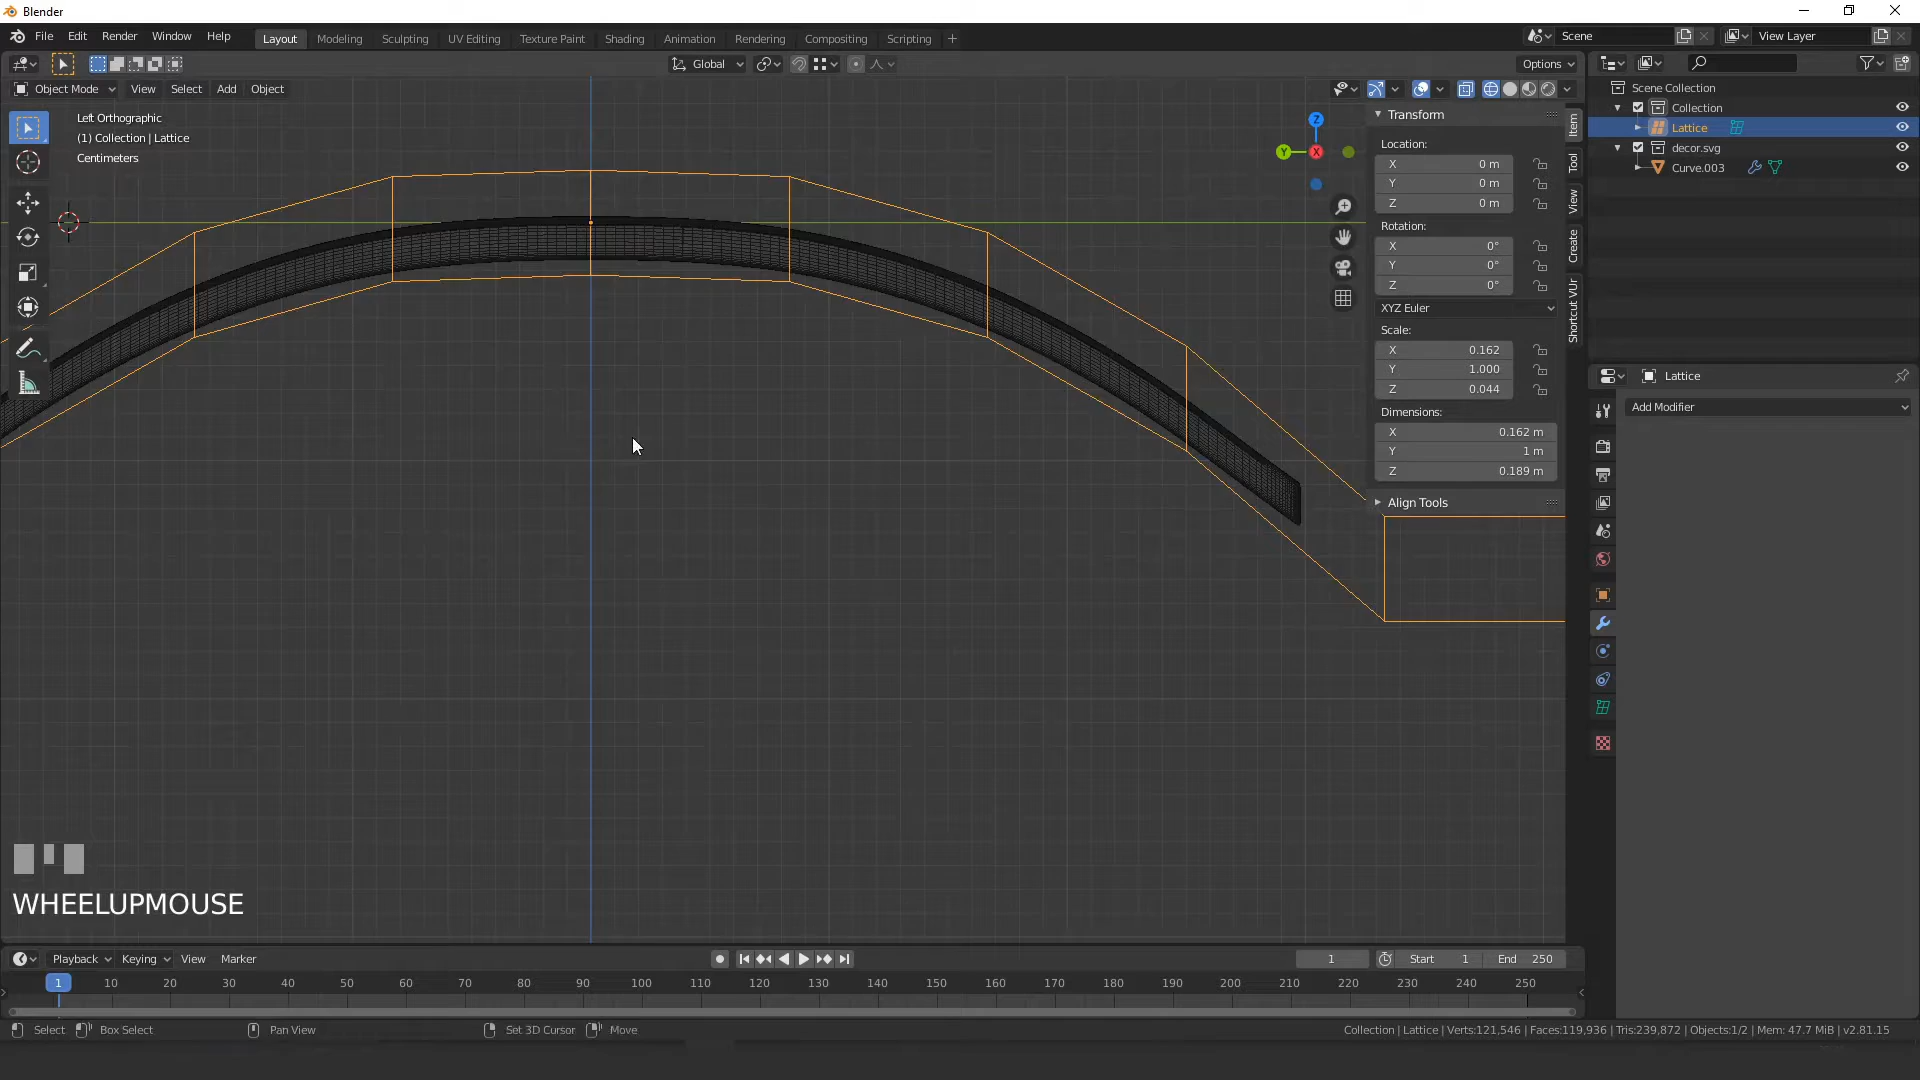 Blender
File Edit Render Window Help Layout Modeling Sculpting UV Editing Texture Paint Shading Animation Rendering Compositing Scripting + Scene View Layer
Global Options
Object Mode View Select Add Object
Left Orthographic
(1) Collection | Lattice
Centimeters
Z
Y
X
Transform
Location:
X 0 m
Y 0 m
Z 0 m
Rotation:
X 0°
Y 0°
Z 0°
XYZ Euler
Scale:
X 0.162
Y 1.000
Z 0.044
Dimensions:
X 0.162 m
Y 1 m
Z 0.189 m
Align Tools
Item
Tool
View
Create
Shortcut VUr
Scene Collection
Collection
Lattice
decor.svg
Curve.003
Lattice
Add Modifier
WHEELUPMOUSE
Playback Keying View Marker 1 Start 1 End 250
1 10 20 30 40 50 60 70 80 90 100 110 120 130 140 150 160 170 180 190 200 210 220 230 240 250
Select Box Select Pan View Set 3D Cursor Move Collection | Lattice | Verts:121,546 | Faces:119,936 | Tris:239,872 | Objects:1/2 | Mem: 47.7 MiB | v2.81.15